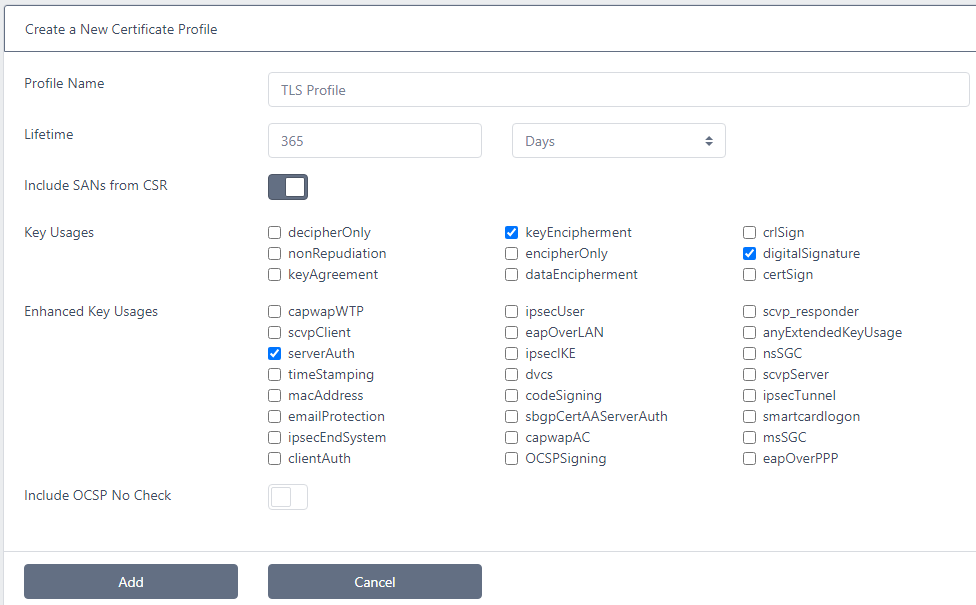 Create a New Certificate Profile
Profile Name
TLS Profile
Lifetime
365
Days
Include SANs from CSR
Key Usages
decipherOnly keyEncipherment crlSign
nonRepudiation encipherOnly digitalSignature
keyAgreement dataEncipherment certSign
Enhanced Key Usages
capwapWTP ipsecUser scvp_responder
scvpClient eapOverLAN anyExtendedKeyUsage
serverAuth ipsecIKE nsSGC
timeStamping dvcs scvpServer
macAddress codeSigning ipsecTunnel
emailProtection sbgpCertAAServerAuth smartcardlogon
ipsecEndSystem capwapAC msSGC
clientAuth OCSPSigning eapOverPPP
Include OCSP No Check
Add Cancel